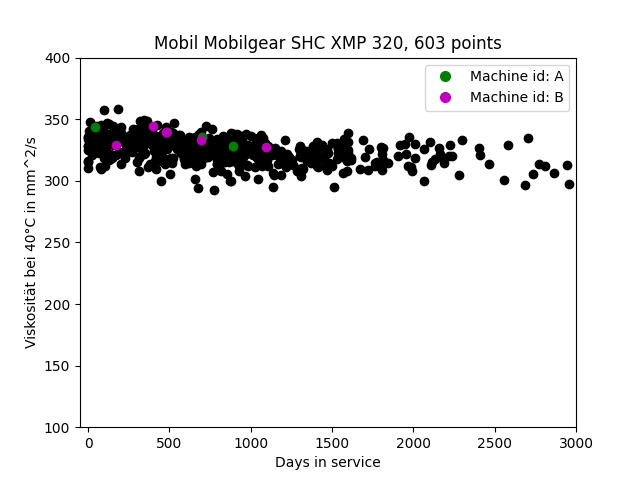 Mobil Mobilgear SHC XMP 320, 603 points
Machine id: A
Machine id: B
Viskosität bei 40°C in mm^2/s
400
350
300
250
200
150
100
0 500 1000 1500 2000 2500 3000
Days in service